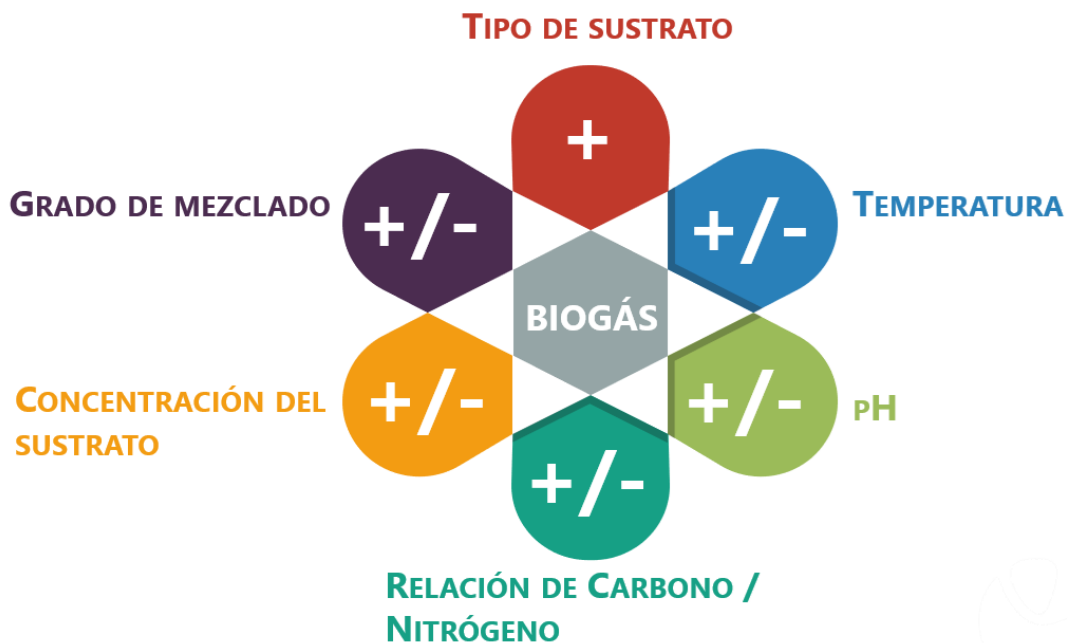 TIPO DE SUSTRATO
+
GRADO DE MEZCLADO
+/-
+/-
TEMPERATURA
BIOGÁS
CONCENTRACIÓN DEL
SUSTRATO
+/-
+/-
PH
+/-
RELACIÓN DE CARBONO /
NITRÓGENO